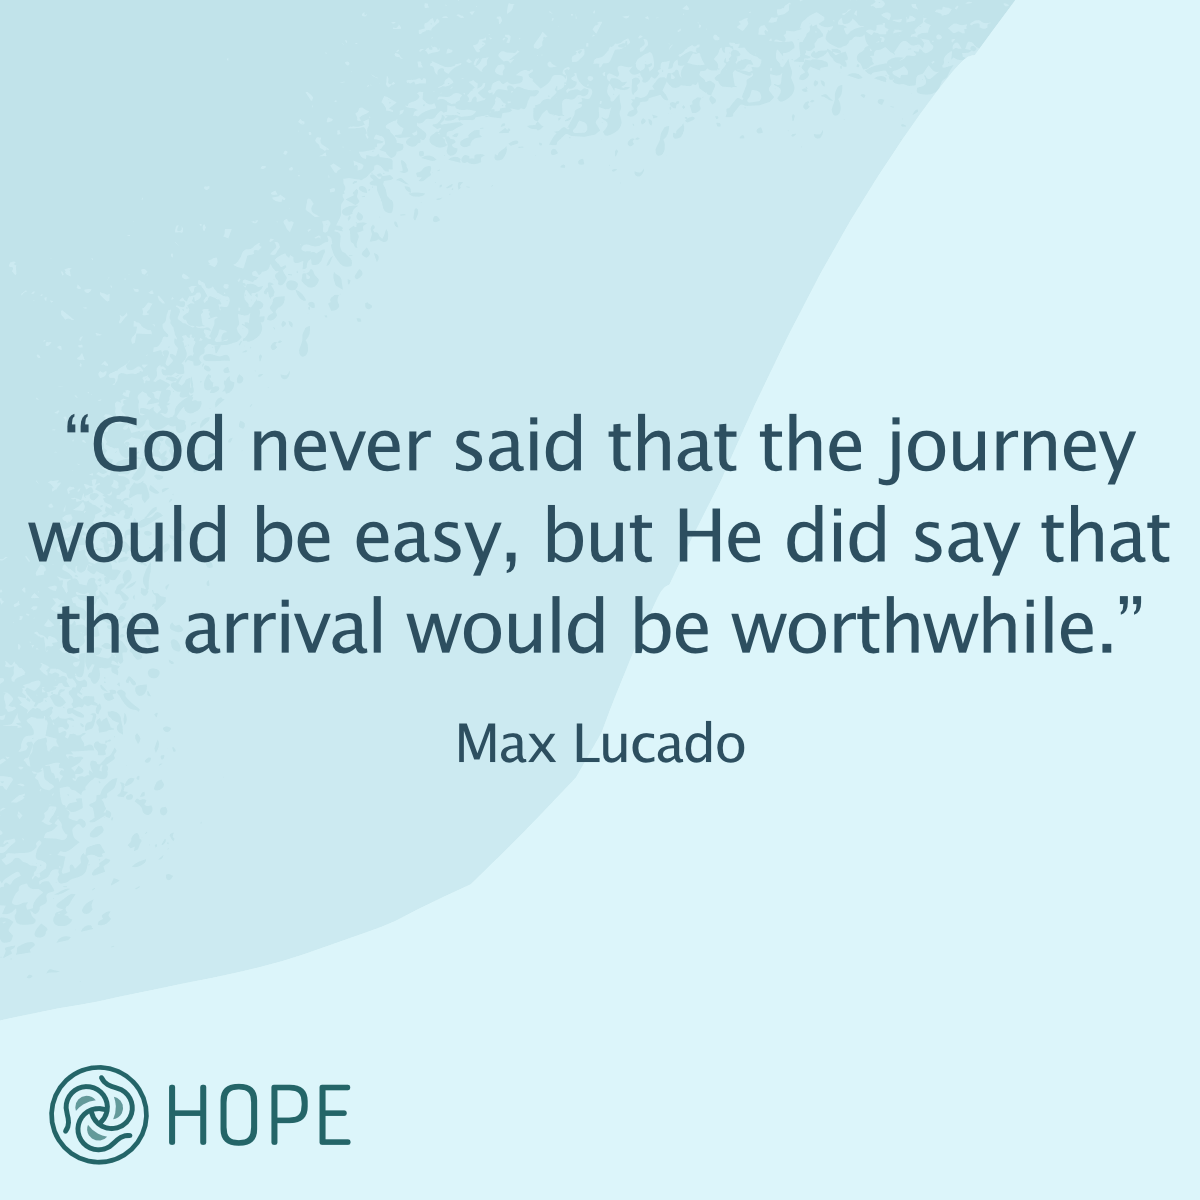 “God never said that the journey
would be easy, but He did say that
the arrival would be worthwhile.”
Max Lucado
HOPE